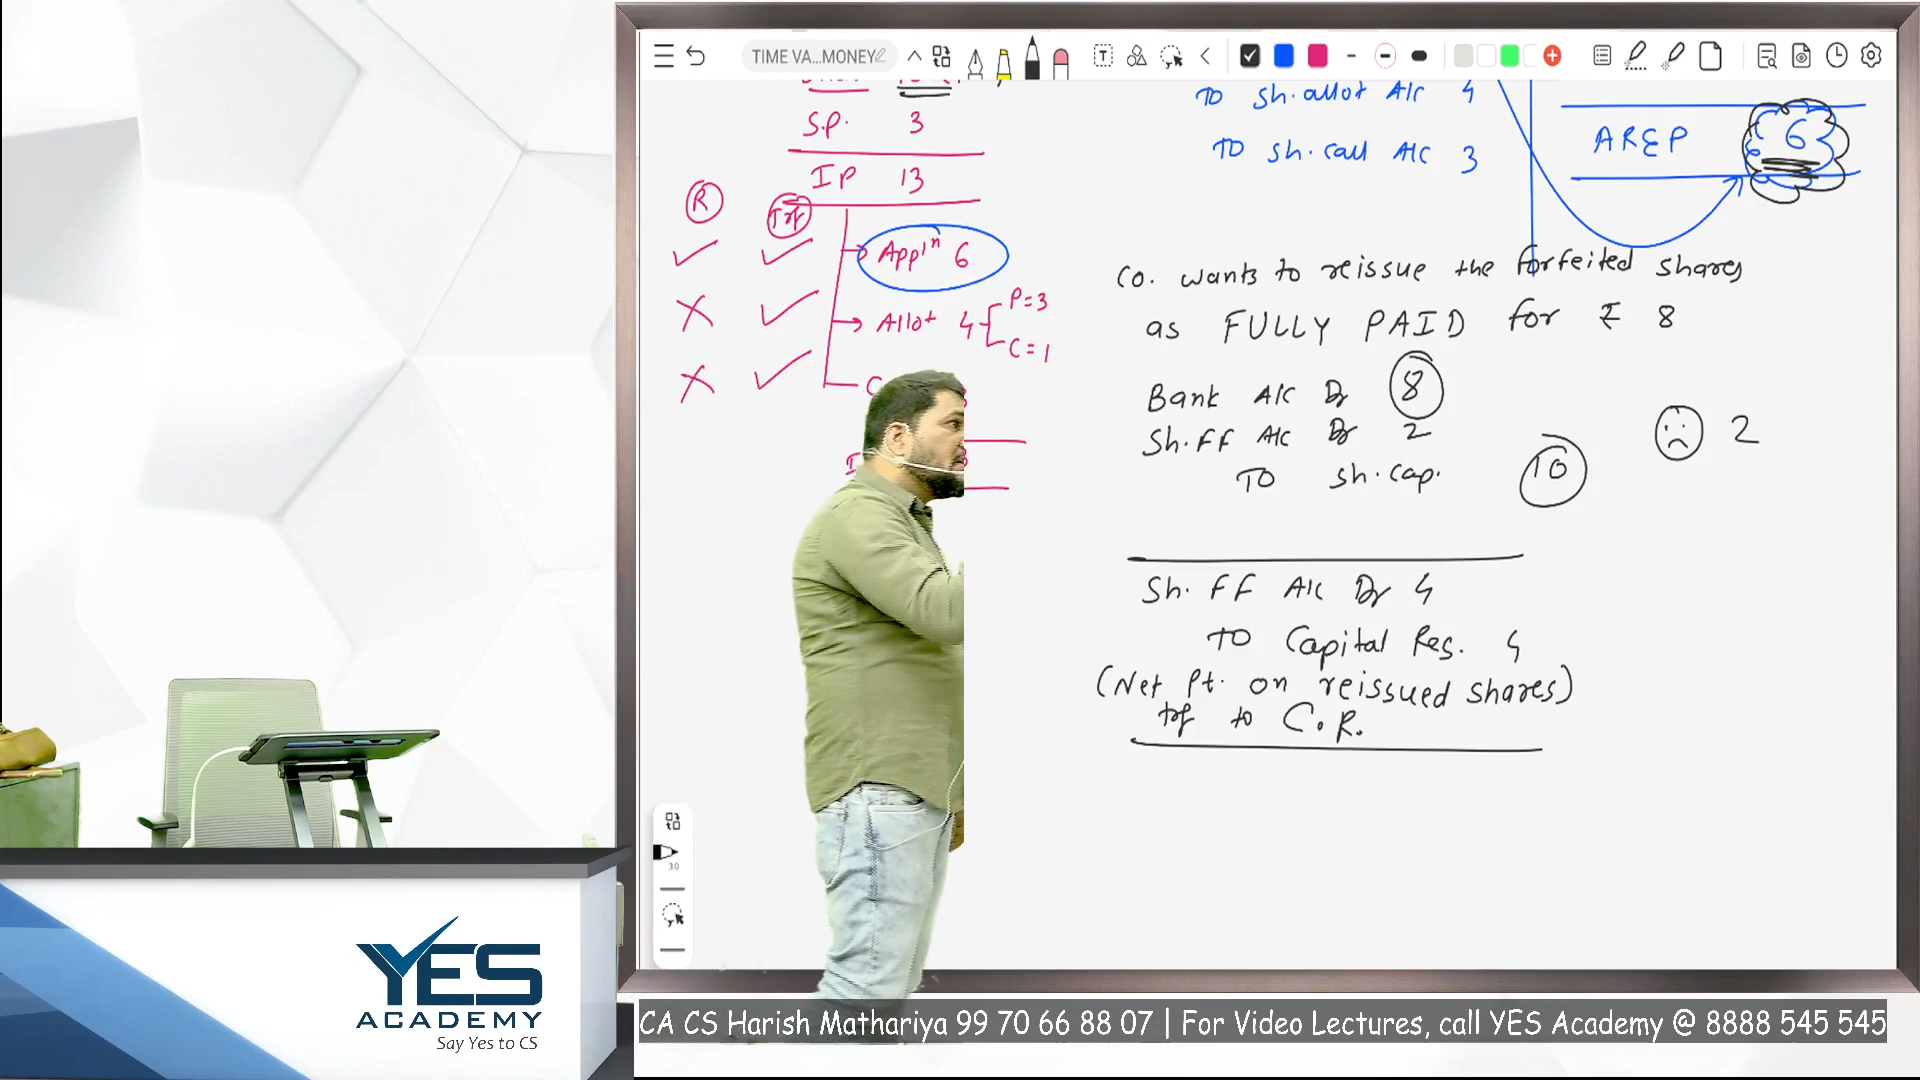 TIME VA...MONEY
S.P. 3
IP 13
R Trf
App'n 6
Allot 4 P=3
C=1
TO Sh. allot A/c 4
TO Sh. call A/c 3
AREP 6
CO. wants to reissue the forfeited shares
as FULLY PAID for ₹ 8
Bank A/c Dr 8
Sh. FF A/c Dr 2
TO Sh. cap. 10
2
Sh. FF A/c Dr 4
TO Capital Res. 4
(Net Pt. on reissued shares)
trf to C.R.
30
YES
ACADEMY
Say Yes to CS
CA CS Harish Mathariya 99 70 66 88 07 | For Video Lectures, call YES Academy @ 8888 545 545